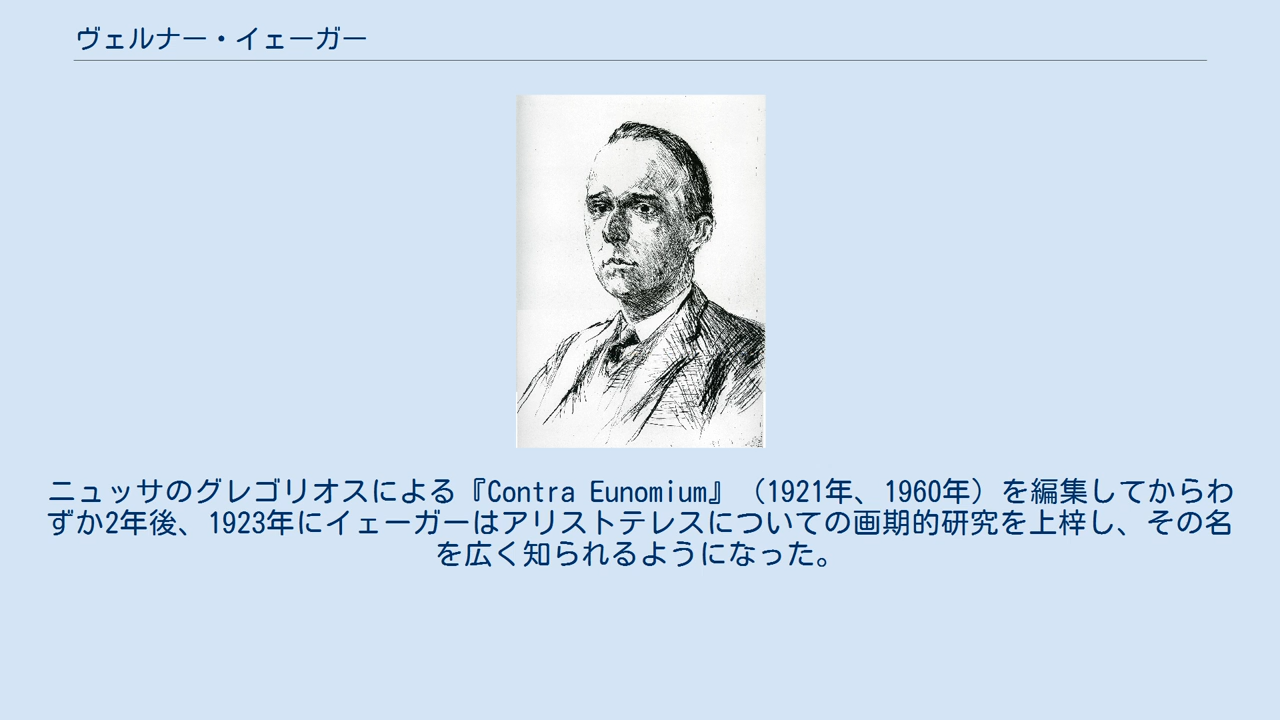 ヴェルナー・イェーガー
ニュッサのグレゴリオスによる『Contra Eunomium』（1921年、1960年）を編集してからわ
ずか2年後、1923年にイェーガーはアリストテレスについての画期的研究を上梓し、その名
を広く知られるようになった。